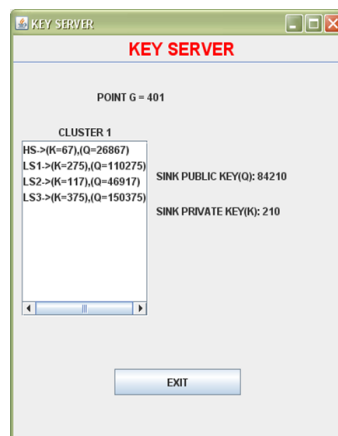 KEY SERVER
KEY SERVER
POINT G = 401
CLUSTER 1
HS->(K=67),(Q=26867)
LS1->(K=275),(Q=110275)
LS2->(K=117),(Q=46917)
LS3->(K=375),(Q=150375)
SINK PUBLIC KEY(Q): 84210
SINK PRIVATE KEY(K): 210
EXIT